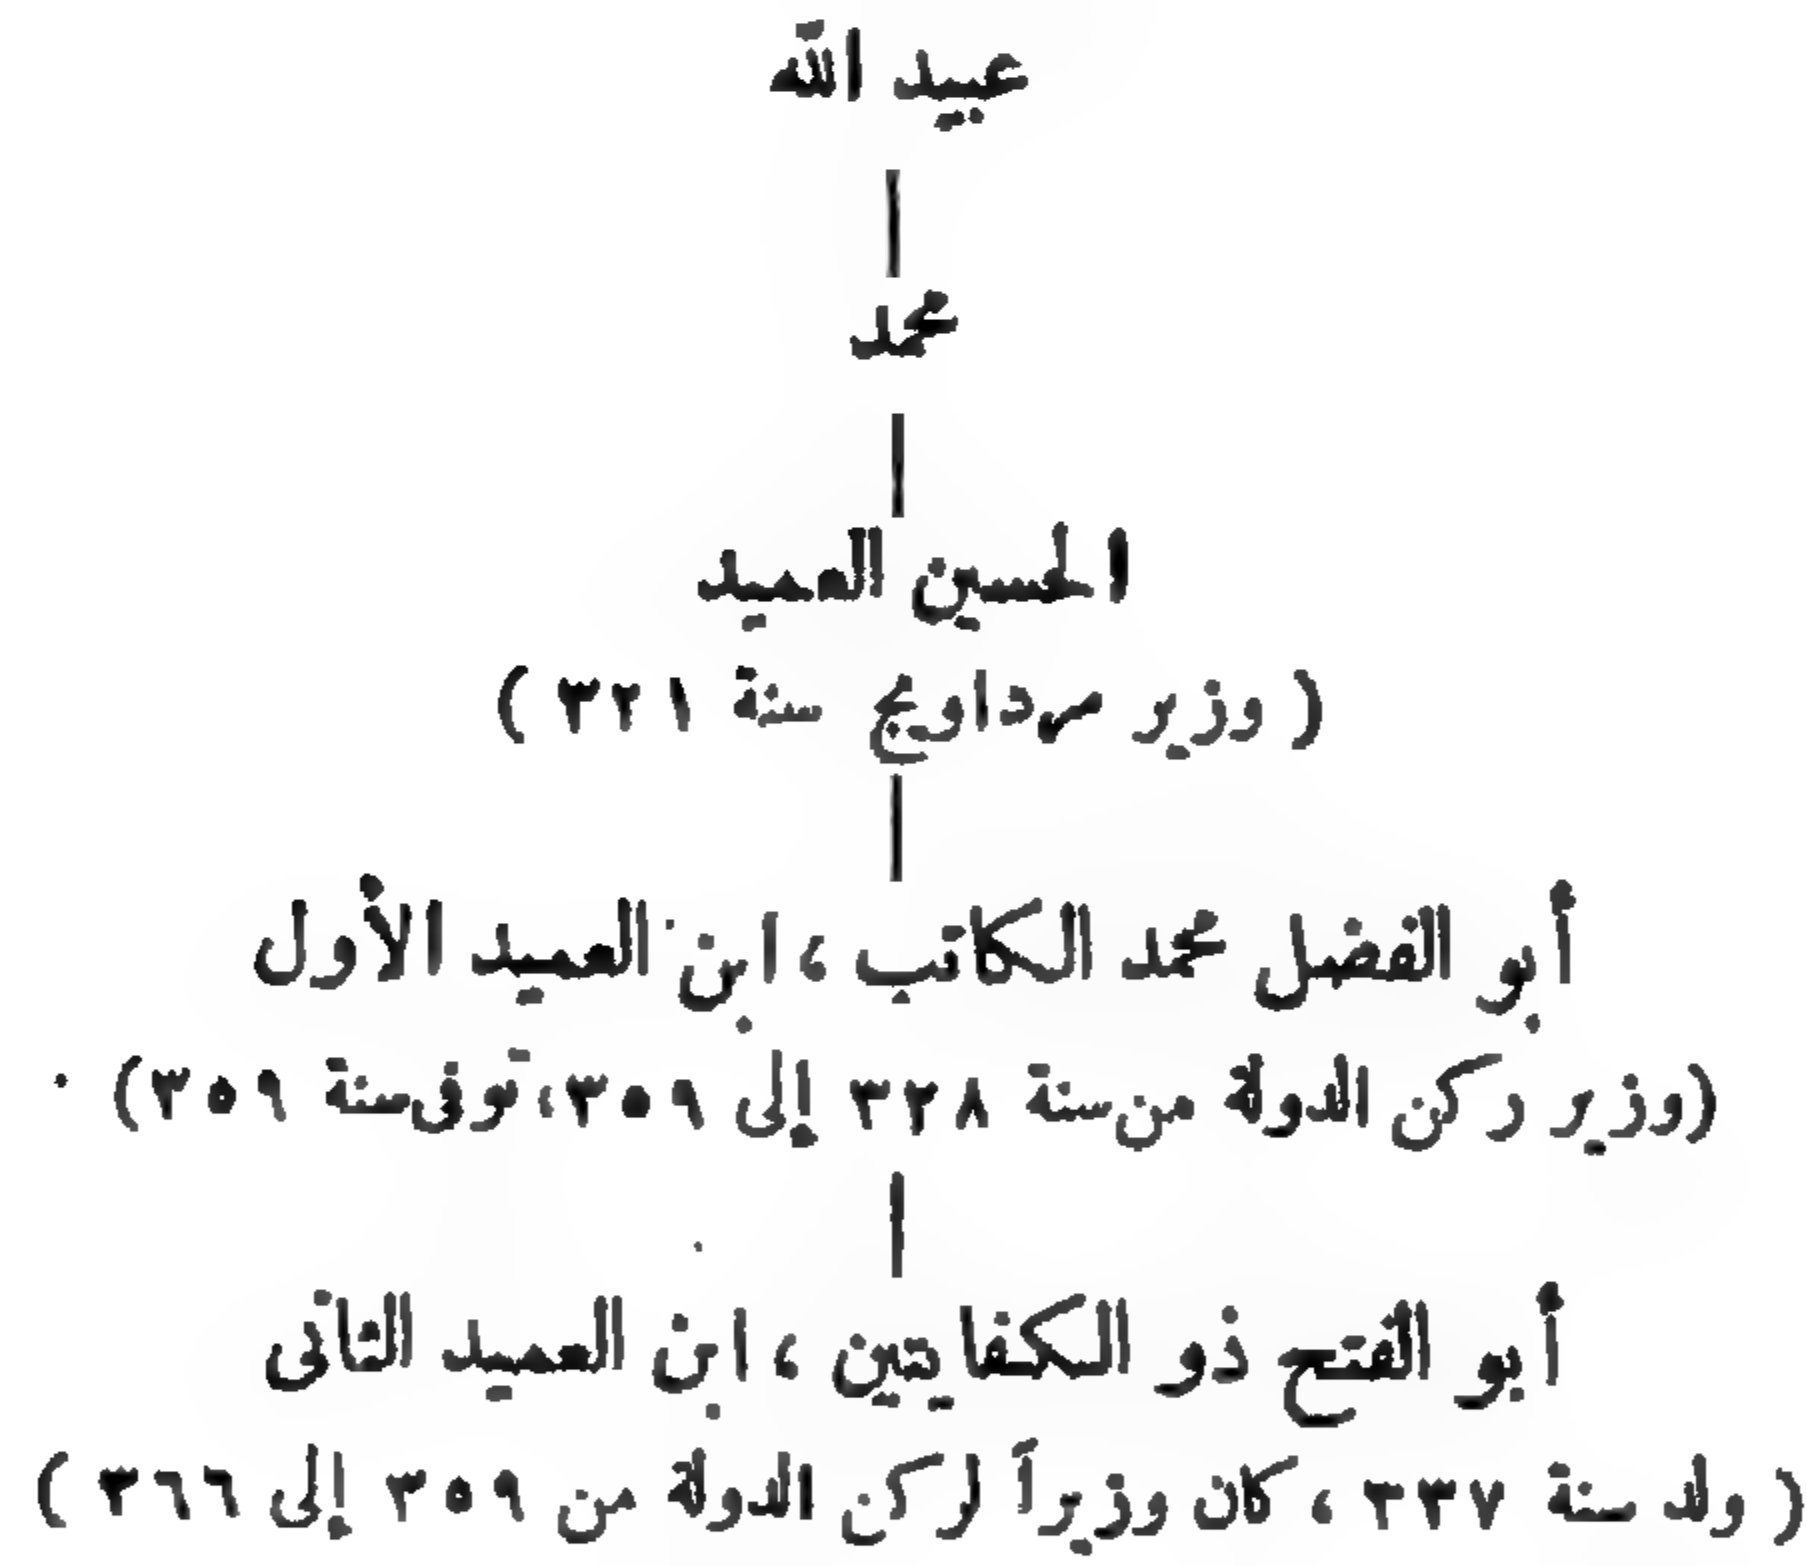 عبيد الله
محمد
الحسين العميد
( وزير مرداويج سنة ٣٢١ )
أبو الفضل محمد الكاتب ، ابن العميد الأول
(وزير ركن الدولة من سنة ٣٢٨ إلى ٣٥٩، توفى سنة ٣٥٩)
أبو الفتح ذو الكفايتين ، ابن العميد الثانى
( ولد سنة ٣٣٧ ، كان وزيراً لركن الدولة من ٣٥٩ إلى ٣٦٦ )